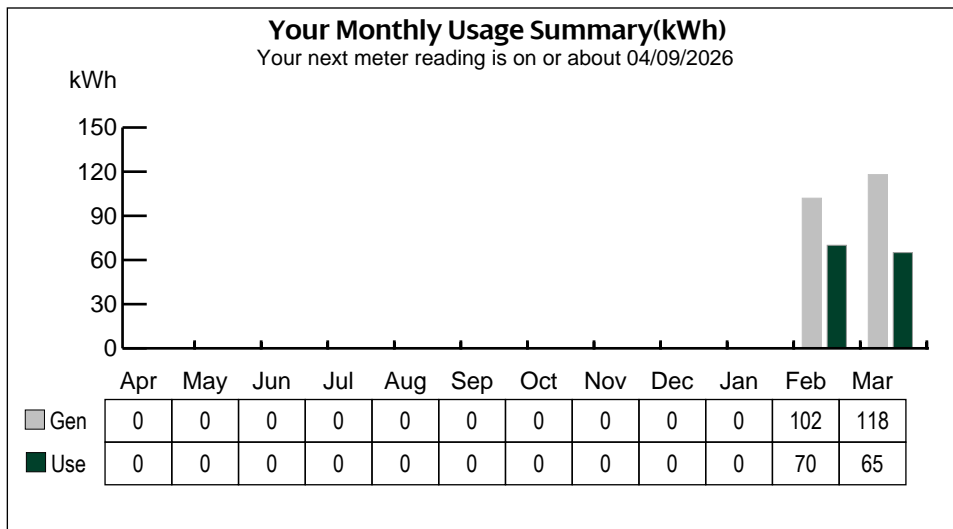 Your Monthly Usage Summary(kWh)
Your next meter reading is on or about 04/09/2026
kWh
150
120
90
60
30
0
Apr May Jun Jul Aug Sep Oct Nov Dec Jan Feb Mar
Gen 0 0 0 0 0 0 0 0 0 0 102 118
Use 0 0 0 0 0 0 0 0 0 0 70 65